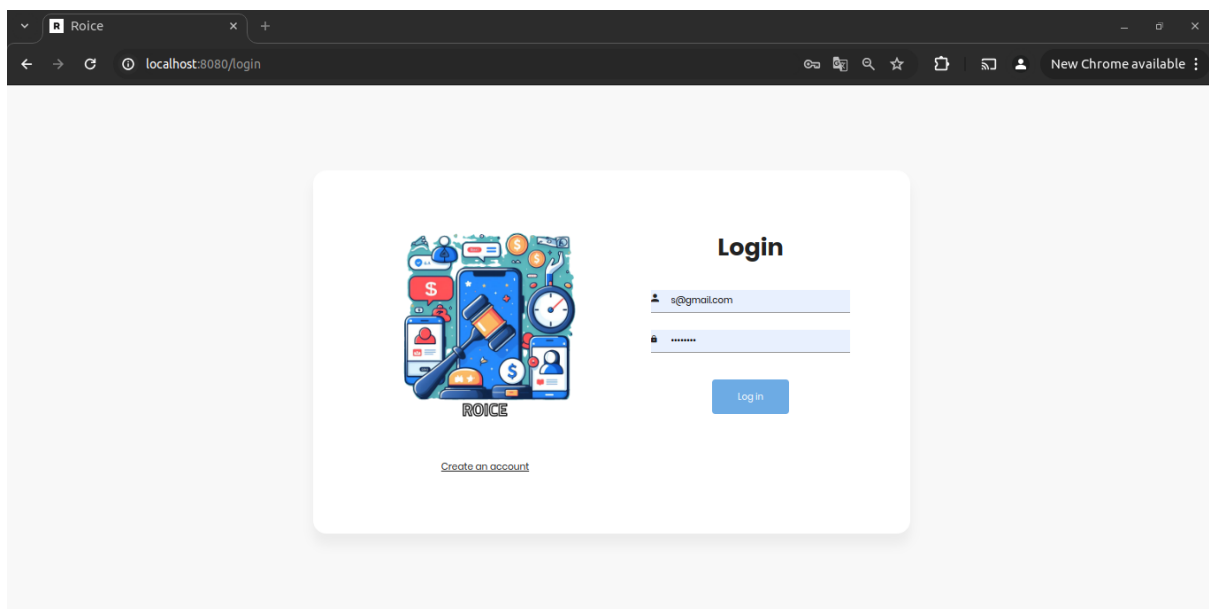 Roice
localhost:8080/login
New Chrome available
Login
s@gmail.com
••••••••
Log in
$
$
$
$
ROICE
Create an account